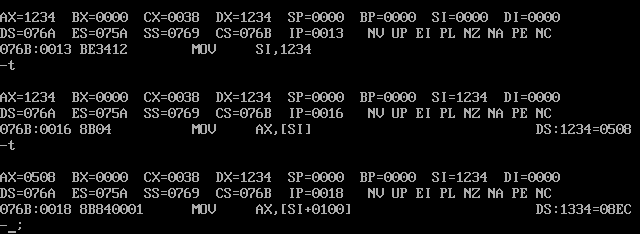 AX=1234  BX=0000  CX=0038  DX=1234  SP=0000  BP=0000  SI=0000  DI=0000
DS=076A  ES=075A  SS=0769  CS=076B  IP=0013   NV UP EI PL NZ NA PE NC
076B:0013 BE3412        MOV     SI,1234
-t
AX=1234  BX=0000  CX=0038  DX=1234  SP=0000  BP=0000  SI=1234  DI=0000
DS=076A  ES=075A  SS=0769  CS=076B  IP=0016   NV UP EI PL NZ NA PE NC
076B:0016 8B04          MOV     AX,[SI]                            DS:1234=0508
-t
AX=0508  BX=0000  CX=0038  DX=1234  SP=0000  BP=0000  SI=1234  DI=0000
DS=076A  ES=075A  SS=0769  CS=076B  IP=0018   NV UP EI PL NZ NA PE NC
076B:0018 8B840001      MOV     AX,[SI+0100]                       DS:1334=08EC
-_;